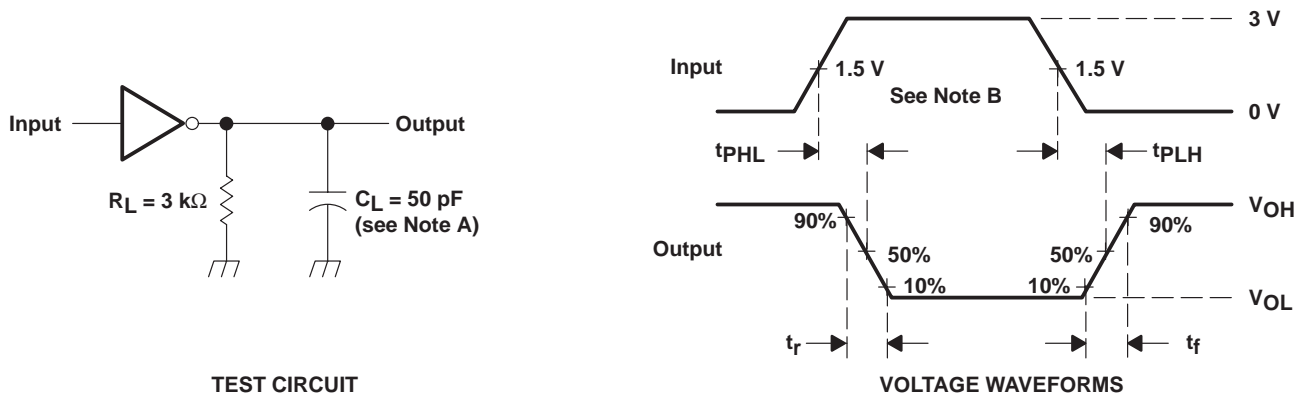 Input
Output
RL = 3 kΩ
CL = 50 pF
(see Note A)
TEST CIRCUIT
3 V
Input
1.5 V
1.5 V
See Note B
0 V
tPHL
tPLH
VOH
90%
90%
Output
50%
50%
10%
10%
VOL
tr
tf
VOLTAGE WAVEFORMS